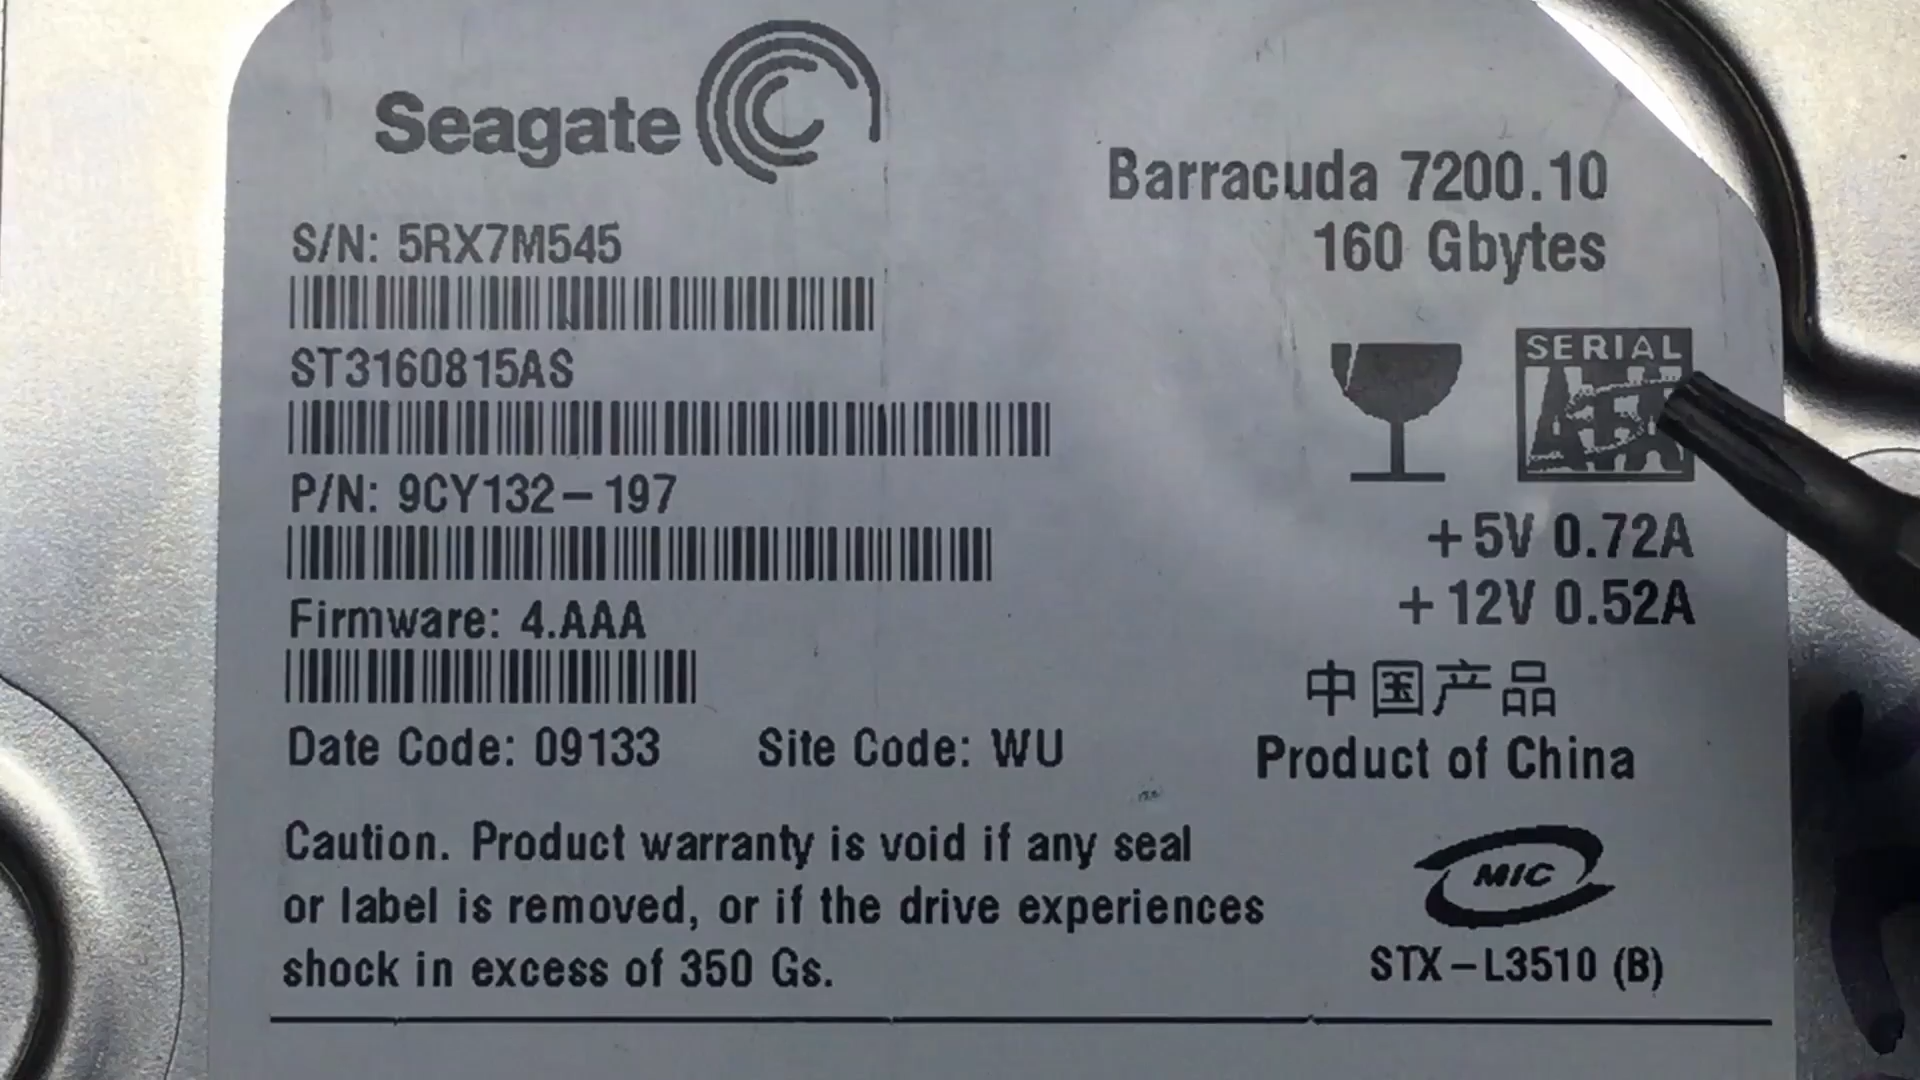 Seagate
Barracuda 7200.10
160 Gbytes
S/N: 5RX7M545
ST3160815AS
SERIAL
ATA
P/N: 9CY132-197
+5V 0.72A
+12V 0.52A
Firmware: 4.AAA
中国产品
Product of China
Date Code: 09133 Site Code: WU
Caution. Product warranty is void if any seal
or label is removed, or if the drive experiences
shock in excess of 350 Gs.
MIC
STX-L3510 (B)